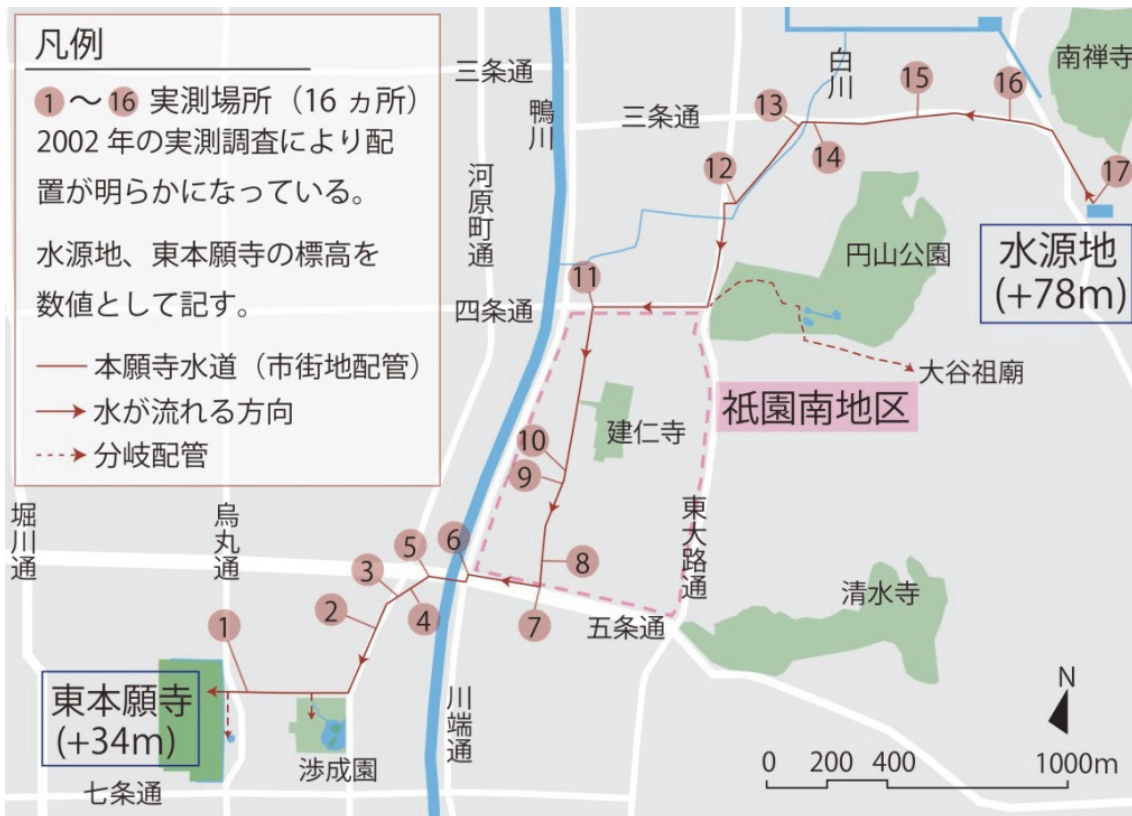 凡例
1～16 実測場所（16 ヵ所）
2002 年の実測調査により配
置が明らかになっている。
水源地、東本願寺の標高を
数値として記す。
本願寺水道（市街地配管）
水が流れる方向
分岐配管
三条通
鴨川
河原町通
四条通
三条通
白川
南禅寺
13
14
15
16
17
12
11
水源地
(+78m)
円山公園
大谷祖廟
祇園南地区
建仁寺
10
9
8
7
6
5
4
3
2
1
東大路通
清水寺
五条通
堀川通
烏丸通
川端通
東本願寺
(+34m)
渉成園
七条通
N
0 200 400 1000m